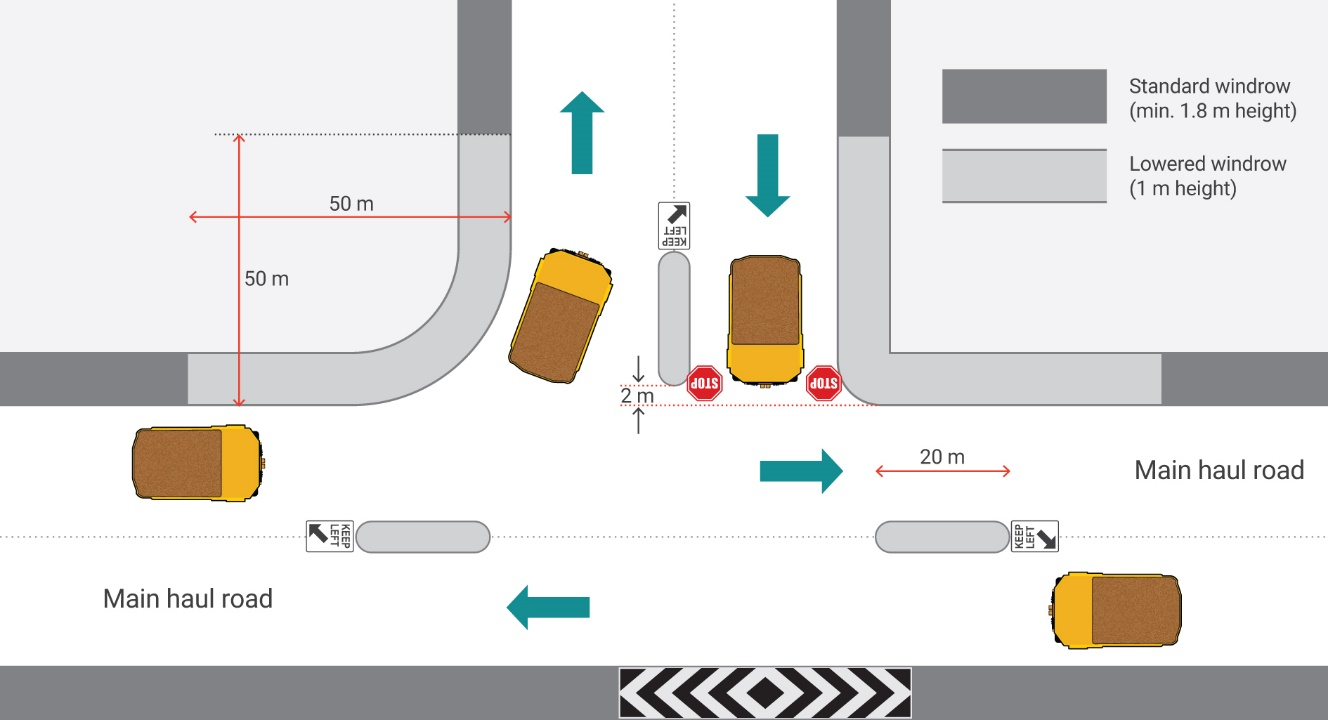 Standard windrow
(min. 1.8 m height)
Lowered windrow
(1 m height)
50 m
50 m
KEEP
LEFT
STOP
STOP
2 m
20 m
Main haul road
KEEP
LEFT
KEEP
LEFT
Main haul road